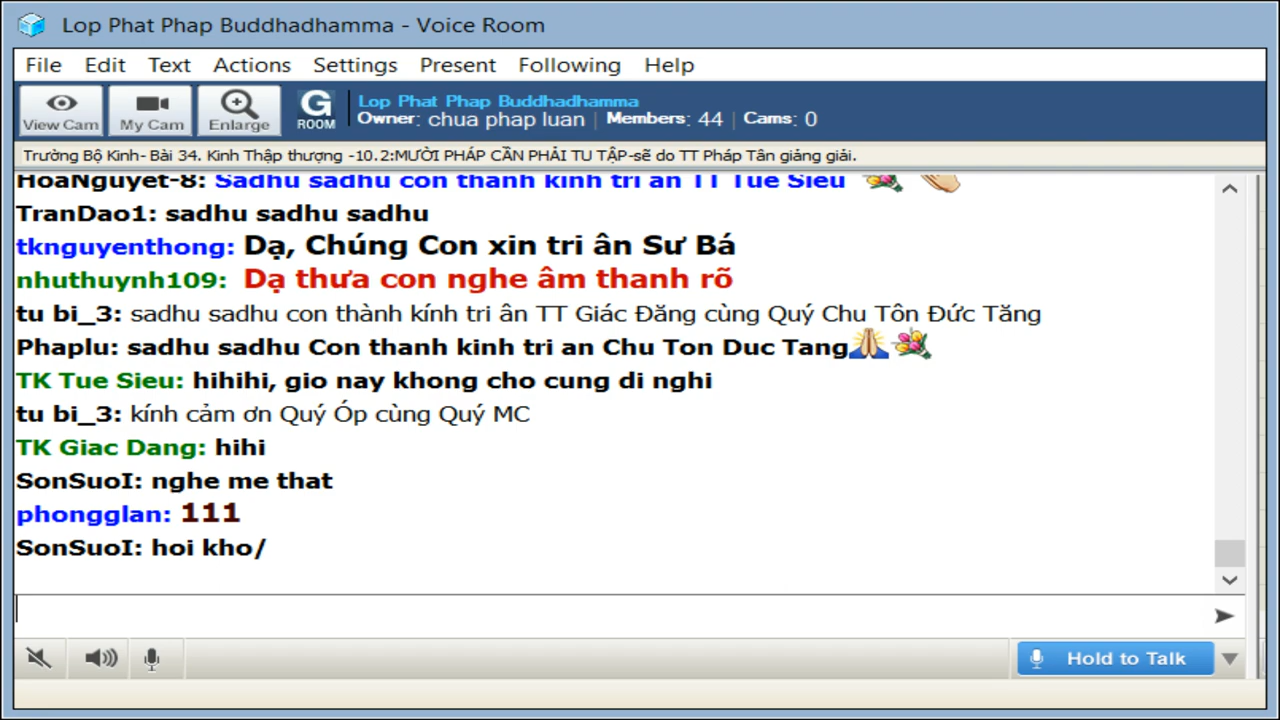 Lop Phat Phap Buddhadhamma - Voice Room
File Edit Text Actions Settings Present Following Help
View Cam My Cam Enlarge G ROOM
Lop Phat Phap Buddhadhamma
Owner: chua phap luan | Members: 44 | Cams: 0
Trường Bộ Kinh- Bài 34. Kinh Thập thượng -10.2:MƯỜI PHÁP CẦN PHẢI TU TẬP-sẽ do TT Pháp Tân giảng giải.
HoaNguyet-8: Sadhu sadhu con thanh kinh tri an TT Tue Sieu
TranDao1: sadhu sadhu sadhu
tknguyenthong: Dạ, Chúng Con xin tri ân Sư Bá
nhuthuynh109: Dạ thưa con nghe âm thanh rõ
tu bi_3: sadhu sadhu con thành kính tri ân TT Giác Đăng cùng Quý Chu Tôn Đức Tăng
Phaplu: sadhu sadhu Con thanh kinh tri an Chu Ton Duc Tang
TK Tue Sieu: hihihi, gio nay khong cho cung di nghi
tu bi_3: kính cảm ơn Quý Óp cùng Quý MC
TK Giac Dang: hihi
SonSuoI: nghe me that
phongglan: 111
SonSuoI: hoi kho/
Hold to Talk